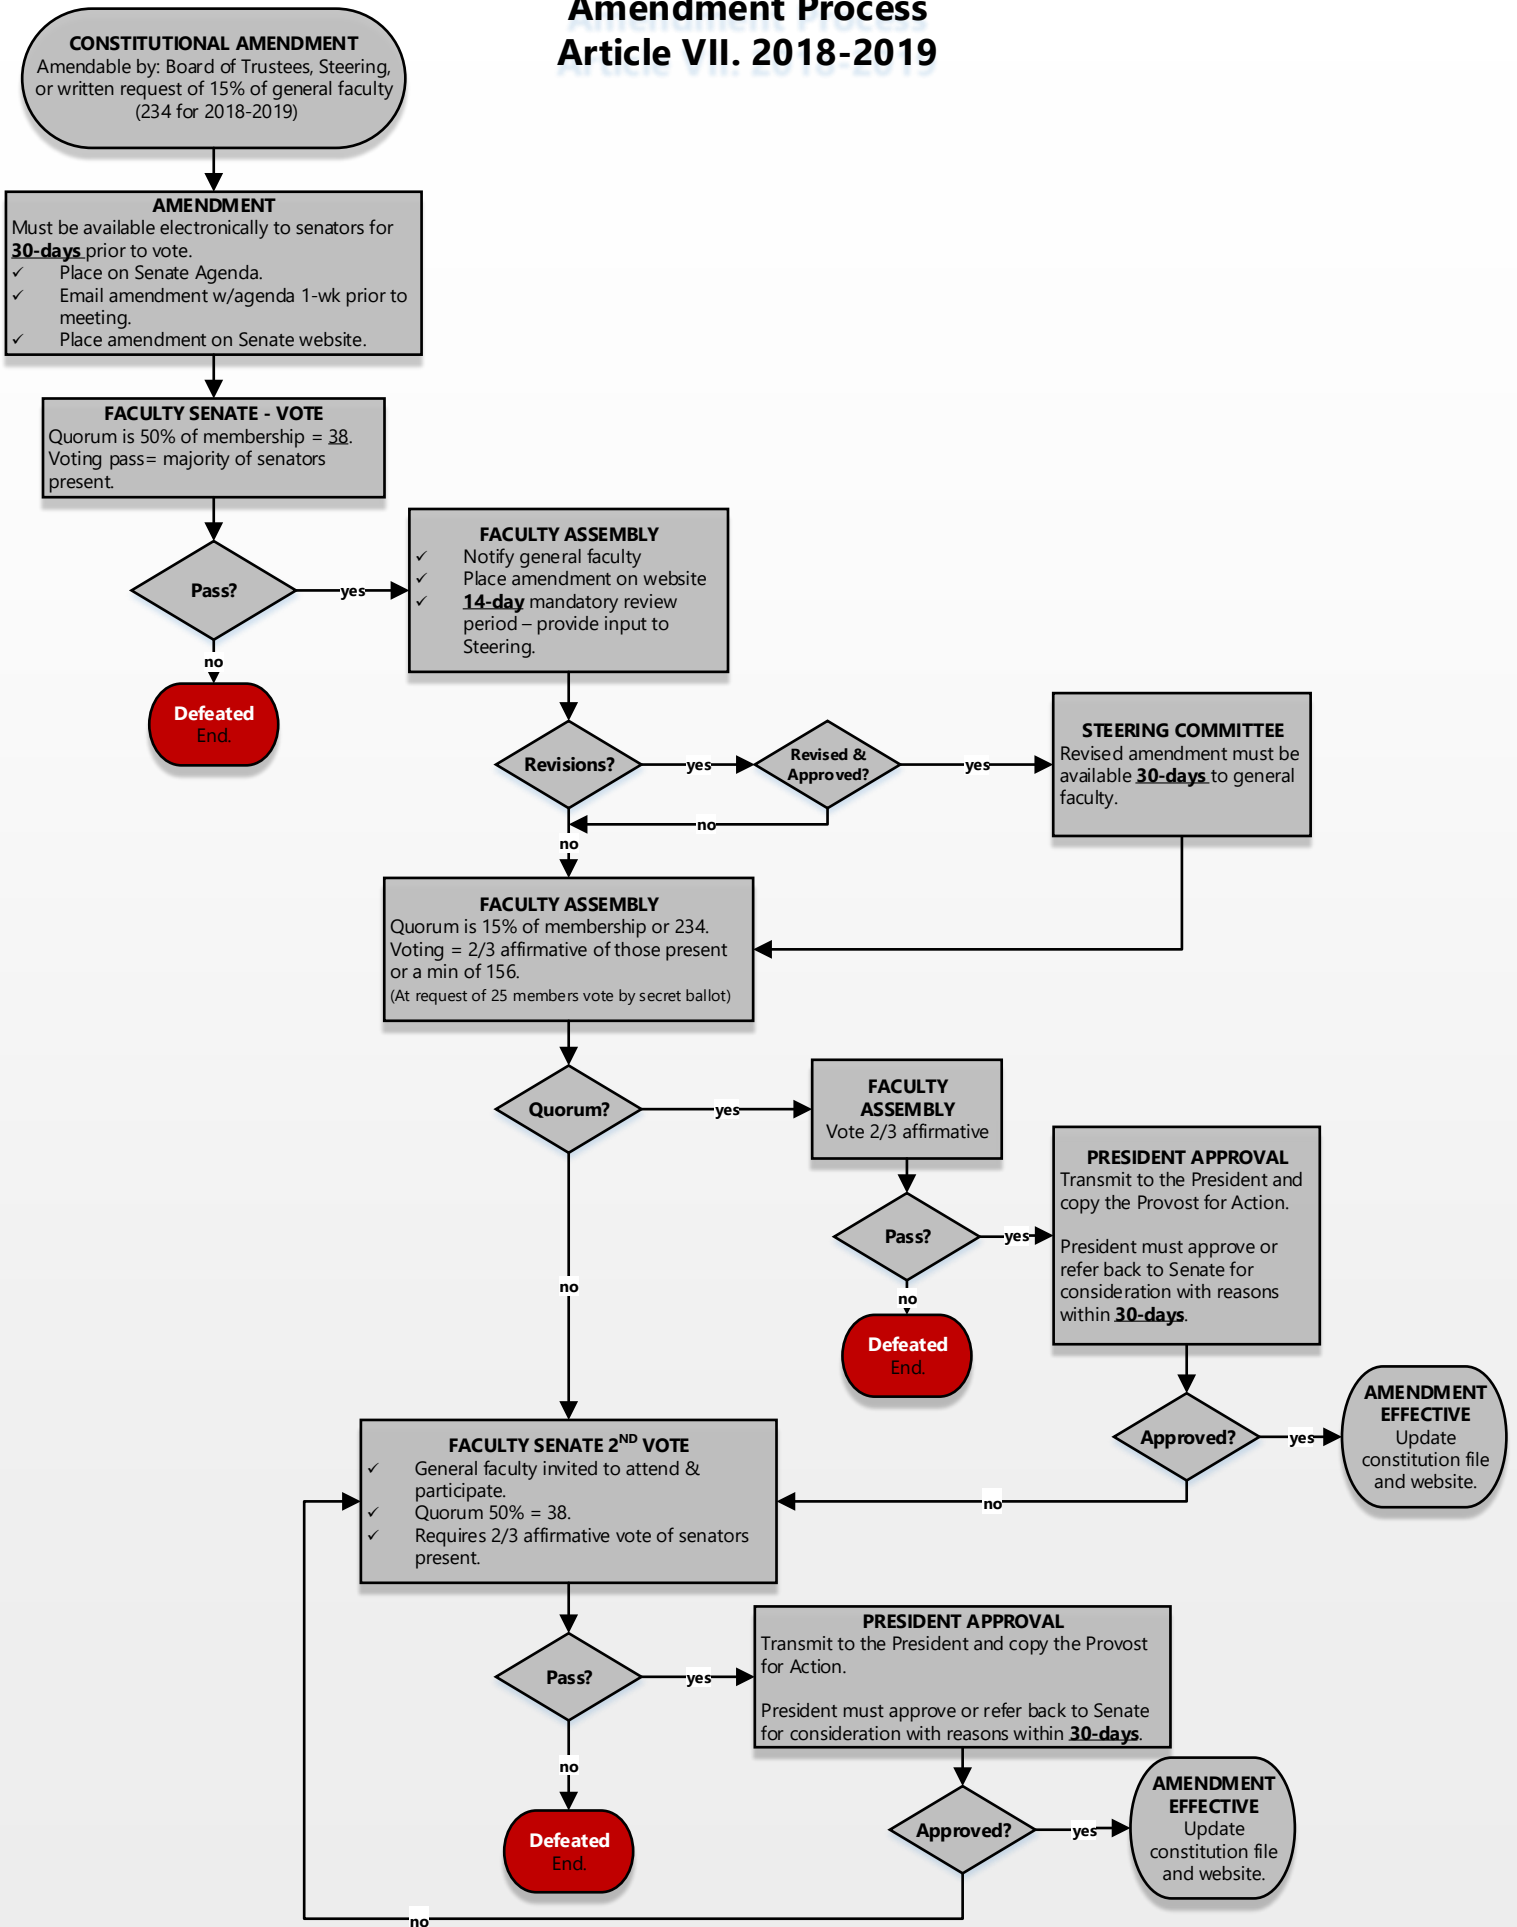 Amendment Process
Article VII. 2018-2019
CONSTITUTIONAL AMENDMENT
Amendable by: Board of Trustees, Steering,
or written request of 15% of general faculty
(234 for 2018-2019)
AMENDMENT
Must be available electronically to senators for
30-days prior to vote.
✓ Place on Senate Agenda.
✓ Email amendment w/agenda 1-wk prior to
meeting.
✓ Place amendment on Senate website.
FACULTY SENATE - VOTE
Quorum is 50% of membership = 38.
Voting pass= majority of senators
present.
Pass?
yes
no
Defeated
End.
FACULTY ASSEMBLY
✓ Notify general faculty
✓ Place amendment on website
✓ 14-day mandatory review
period – provide input to
Steering.
Revisions?
yes
Revised &
Approved?
yes
STEERING COMMITTEE
Revised amendment must be
available 30-days to general
faculty.
no
no
FACULTY ASSEMBLY
Quorum is 15% of membership or 234.
Voting = 2/3 affirmative of those present
or a min of 156.
(At request of 25 members vote by secret ballot)
Quorum?
yes
no
FACULTY
ASSEMBLY
Vote 2/3 affirmative
Pass?
yes
no
Defeated
End.
PRESIDENT APPROVAL
Transmit to the President and
copy the Provost for Action.
President must approve or
refer back to Senate for
consideration with reasons
within 30-days.
Approved?
yes
no
AMENDMENT
EFFECTIVE
Update
constitution file
and website.
FACULTY SENATE 2ND VOTE
✓ General faculty invited to attend &
participate.
✓ Quorum 50% = 38.
✓ Requires 2/3 affirmative vote of senators
present.
Pass?
yes
no
Defeated
End.
PRESIDENT APPROVAL
Transmit to the President and copy the Provost
for Action.
President must approve or refer back to Senate
for consideration with reasons within 30-days.
Approved?
yes
no
AMENDMENT
EFFECTIVE
Update
constitution file
and website.